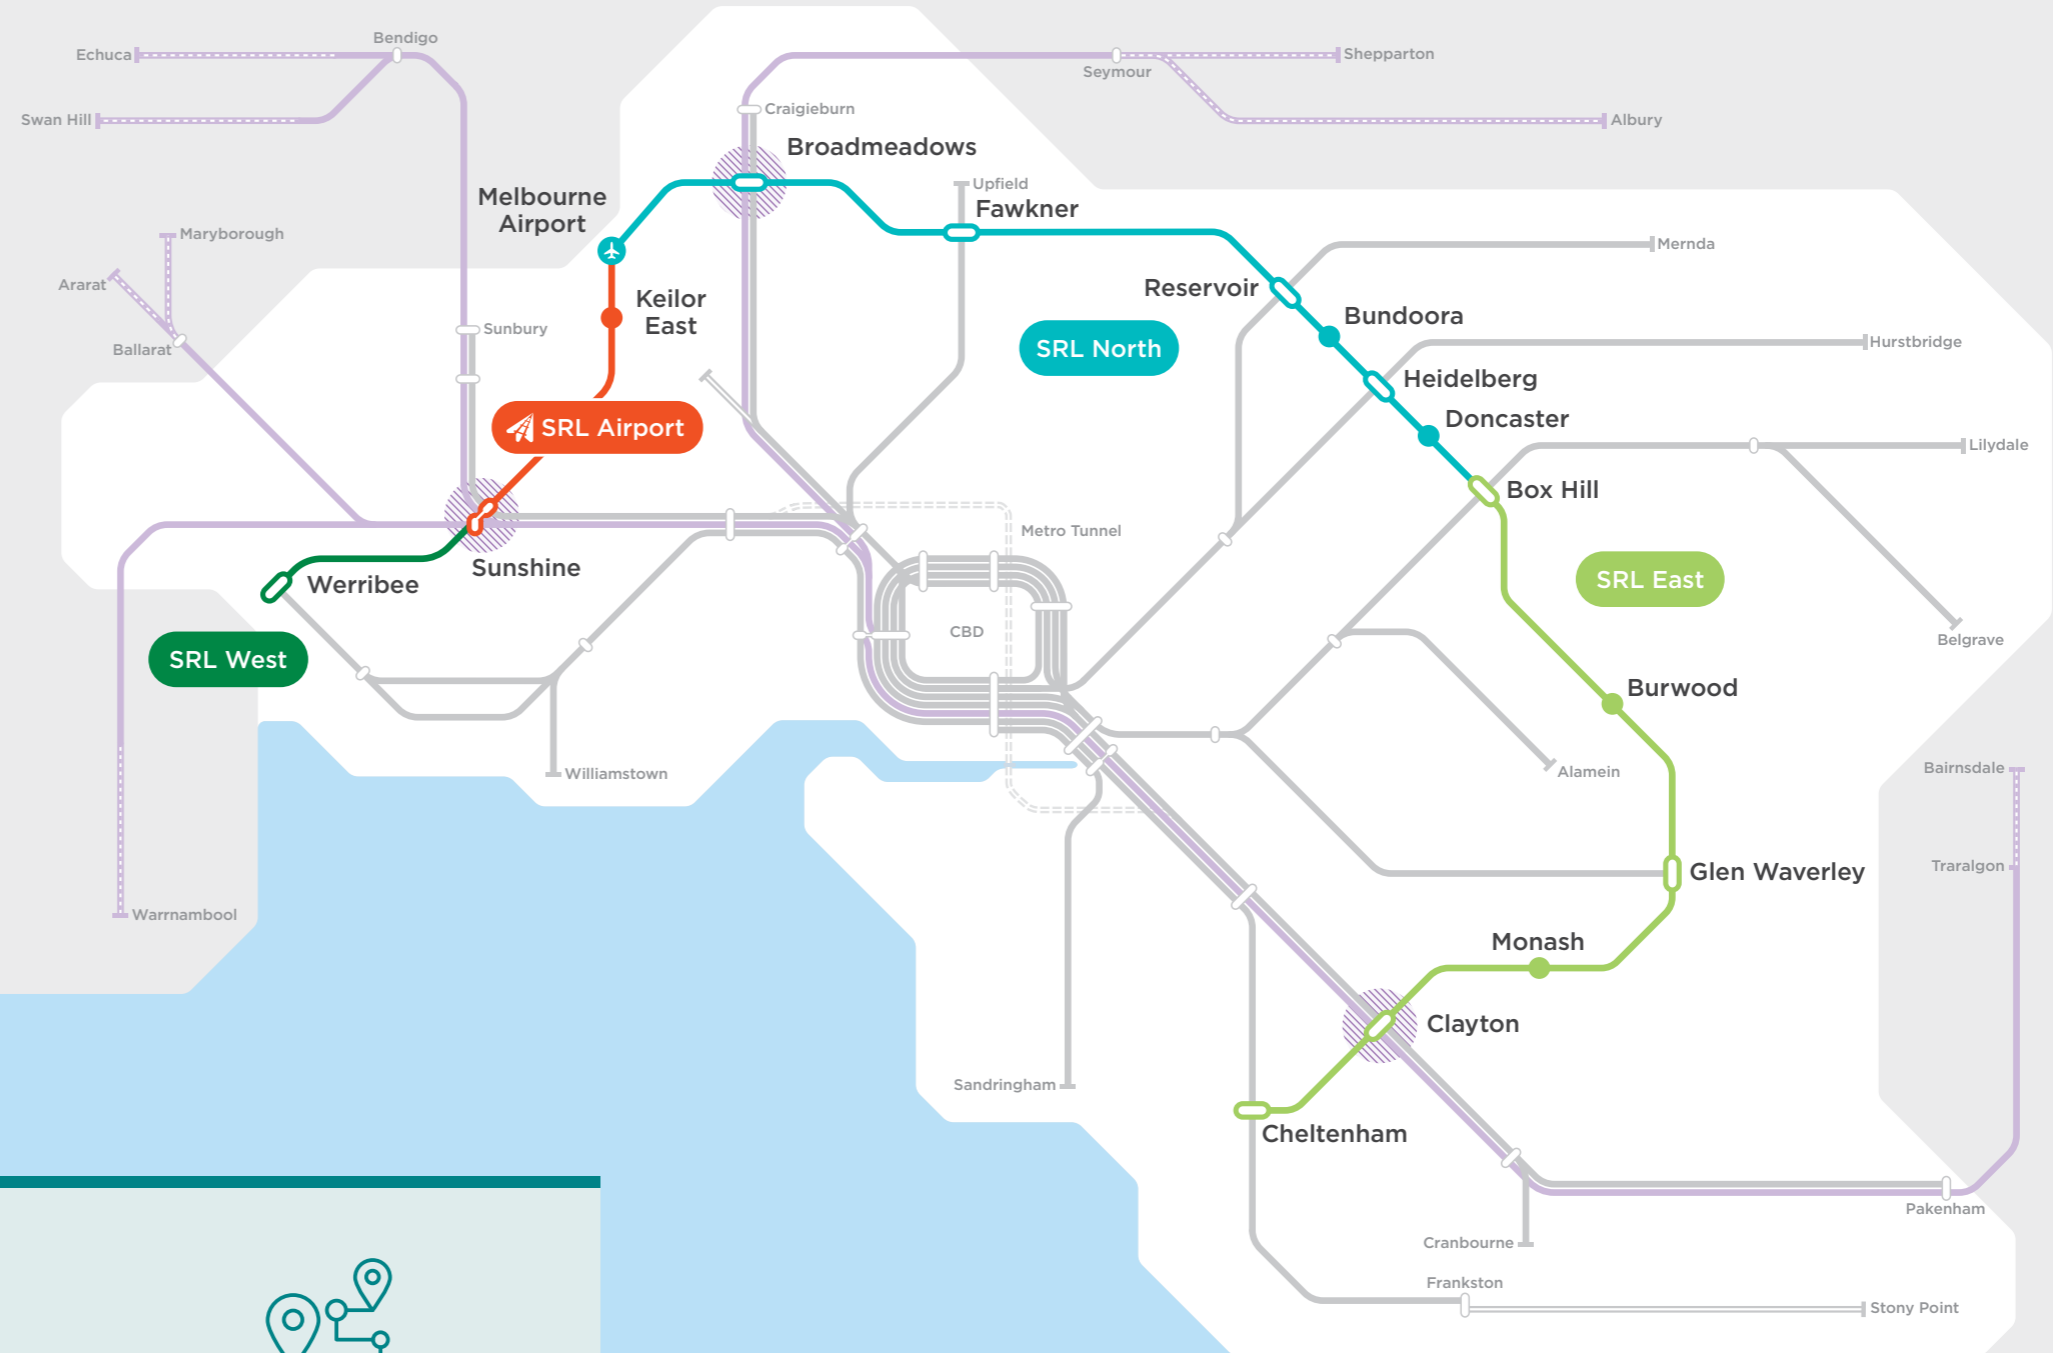 Echuca
Bendigo
Swan Hill
Seymour
Shepparton
Albury
Craigieburn
Broadmeadows
Melbourne
Airport
Upfield
Fawkner
Maryborough
Ararat
Ballarat
Sunbury
Keilor
East
SRL North
Reservoir
Mernda
Bundoora
Hurstbridge
Heidelberg
Doncaster
SRL Airport
Lilydale
Box Hill
Metro Tunnel
Sunshine
Werribee
SRL East
CBD
Belgrave
SRL West
Burwood
Williamstown
Alamein
Bairnsdale
Glen Waverley
Traralgon
Warrnambool
Monash
Clayton
Sandringham
Cheltenham
Pakenham
Cranbourne
Frankston
Stony Point